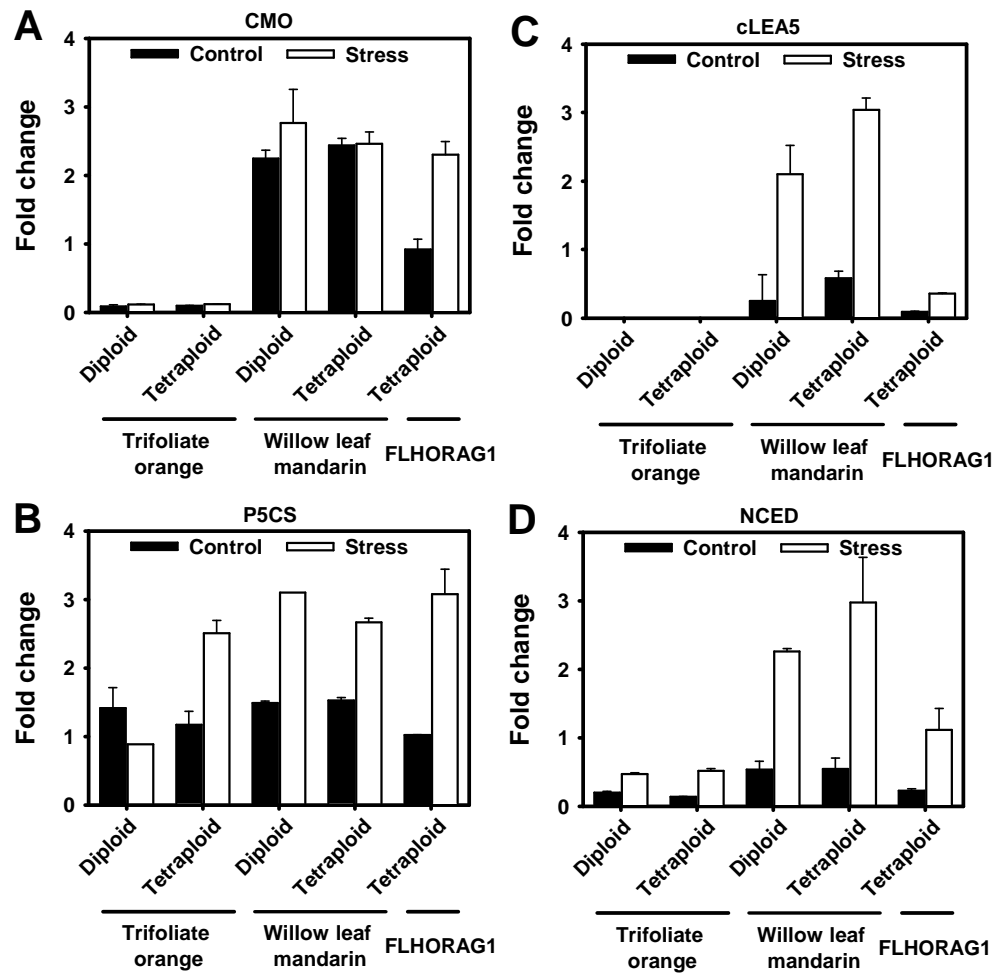 A
CMO
4
3
2
1
0
Fold change
Control
Stress
Diploid
Tetraploid
Diploid
Tetraploid
Tetraploid
Trifoliate
orange
Willow leaf
mandarin
FLHORAG1
C
cLEA5
4
3
2
1
0
Fold change
Control
Stress
Diploid
Tetraploid
Diploid
Tetraploid
Tetraploid
Trifoliate
orange
Willow leaf
mandarin
FLHORAG1
B
P5CS
4
3
2
1
0
Fold change
Control
Stress
Diploid
Tetraploid
Diploid
Tetraploid
Tetraploid
Trifoliate
orange
Willow leaf
mandarin
FLHORAG1
D
NCED
4
3
2
1
0
Fold change
Control
Stress
Diploid
Tetraploid
Diploid
Tetraploid
Tetraploid
Trifoliate
orange
Willow leaf
mandarin
FLHORAG1